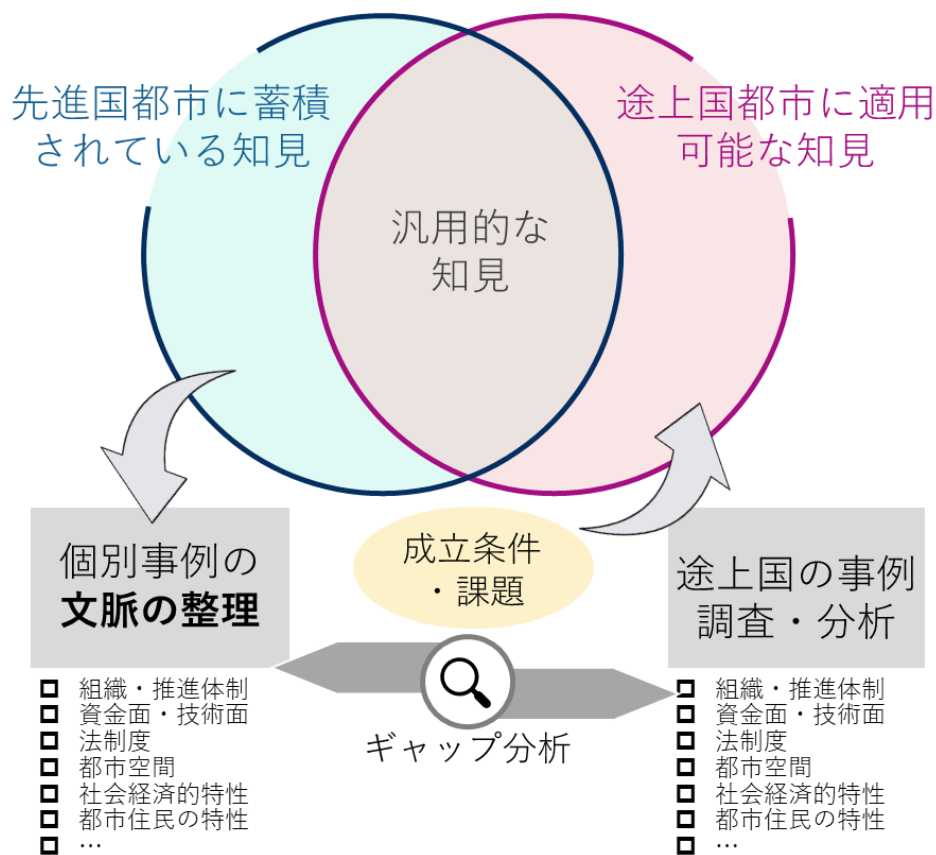 先進国都市に蓄積
されている知見
途上国都市に適用
可能な知見
汎用的な
知見
個別事例の
文脈の整理
成立条件
・課題
途上国の事例
調査・分析
ギャップ分析
組織・推進体制
資金面・技術面
法制度
都市空間
社会経済的特性
都市住民の特性
…
組織・推進体制
資金面・技術面
法制度
都市空間
社会経済的特性
都市住民の特性
…